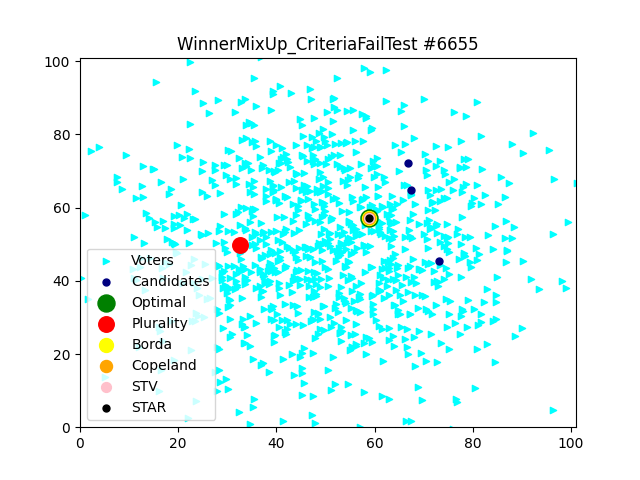 WinnerMixUp_CriteriaFailTest #6655
100
80
60
40
20
0
0
20
40
60
80
100
Voters
Candidates
Optimal
Plurality
Borda
Copeland
STV
STAR